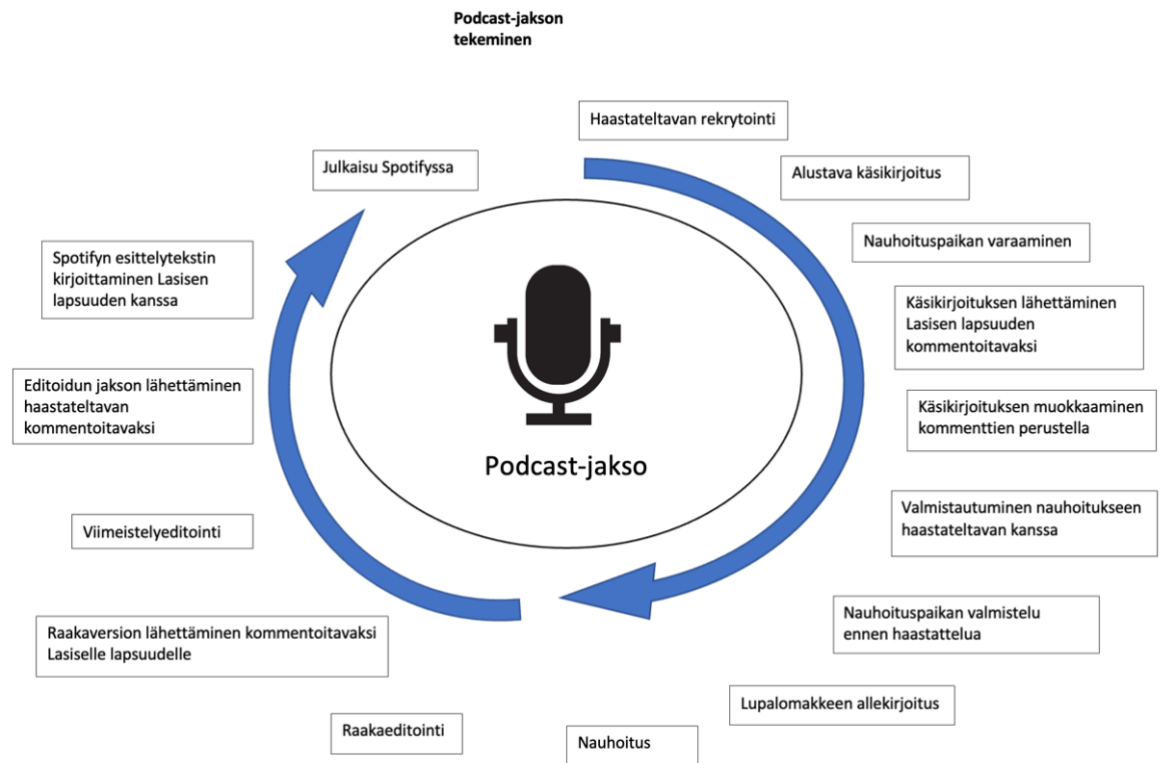 Podcast-jakson
tekeminen
Haastateltavan rekrytointi
Alustava käsikirjoitus
Nauhoituspaikan varaaminen
Käsikirjoituksen lähettäminen
Lasisen lapsuuden
kommentoitavaksi
Käsikirjoituksen muokkaaminen
kommenttien perustella
Valmistautuminen nauhoitukseen
haastateltavan kanssa
Nauhoituspaikan valmistelu
ennen haastattelua
Lupalomakkeen allekirjoitus
Nauhoitus
Raakaeditointi
Raakaversion lähettäminen kommentoitavaksi
Lasiselle lapsuudelle
Viimeistelyeditointi
Editoidun jakson lähettäminen
haastateltavan
kommentoitavaksi
Spotifyn esittelytekstin
kirjoittaminen Lasisen
lapsuuden kanssa
Julkaisu Spotifyssa
Podcast-jakso